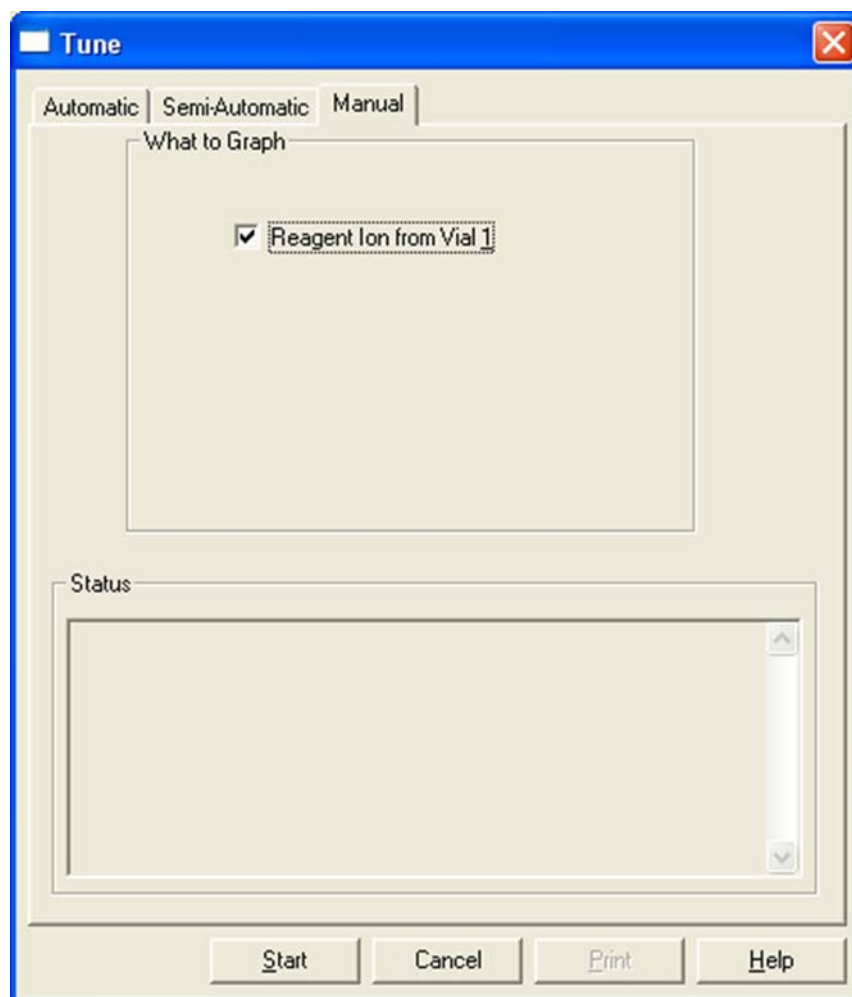 Tune
Automatic Semi-Automatic Manual
What to Graph
Reagent Ion from Vial 1
Status
Start Cancel Print Help